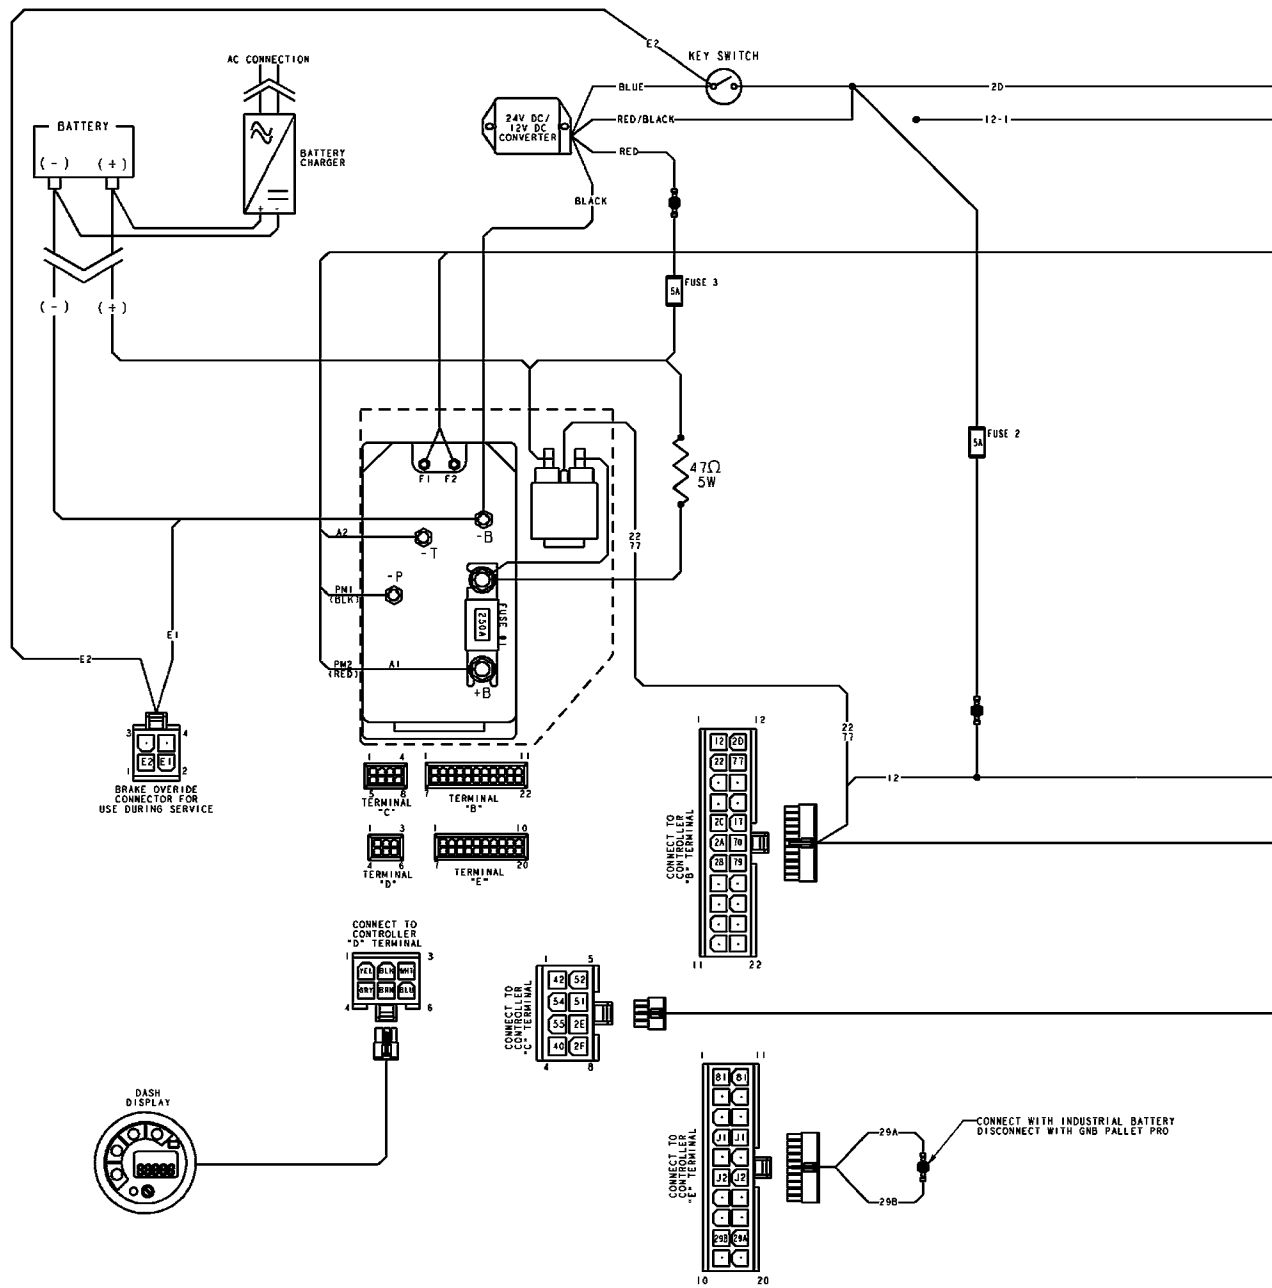 E2
KEY SWITCH
AC CONNECTION
BLUE
2D
24V DC/
12V DC
CONVERTER
RED/BLACK
12-1
BATTERY
(-) (+)
BATTERY
CHARGER
+ -
RED
BLACK
5A
FUSE 3
(-) (+)
5A
FUSE 2
47Ω
5W
F1 F2
A2
-T
-B
22
77
-P
PM1
(BLK)
FUSE #1
250A
E1
E2
PM2
(RED)
A1
+B
3 4
E2 E1
1 2
BRAKE OVERIDE
CONNECTOR FOR
USE DURING SERVICE
22
77
12
1 4
5 8
TERMINAL
"C"
1 11
TERMINAL
"B"
22
1 3
4 6
TERMINAL
"D"
1 10
TERMINAL
"E"
20
1 12
12 2D
22 77
2C 17
2A 70
2B 79
11 22
CONNECT TO
CONTROLLER
"B" TERMINAL
CONNECT TO
CONTROLLER
"D" TERMINAL
1 3
YEL BLK WHT
GRY BRN BLU
4 6
1 5
42 52
54 51
55 2E
40 2F
4 8
CONNECT TO
CONTROLLER
"C" TERMINAL
1 11
81 81
J1 J1
J2 J2
29B 29A
10 20
CONNECT TO
CONTROLLER
"E" TERMINAL
DASH
DISPLAY
88888
29A
29B
CONNECT WITH INDUSTRIAL BATTERY
DISCONNECT WITH GNB PALLET PRO